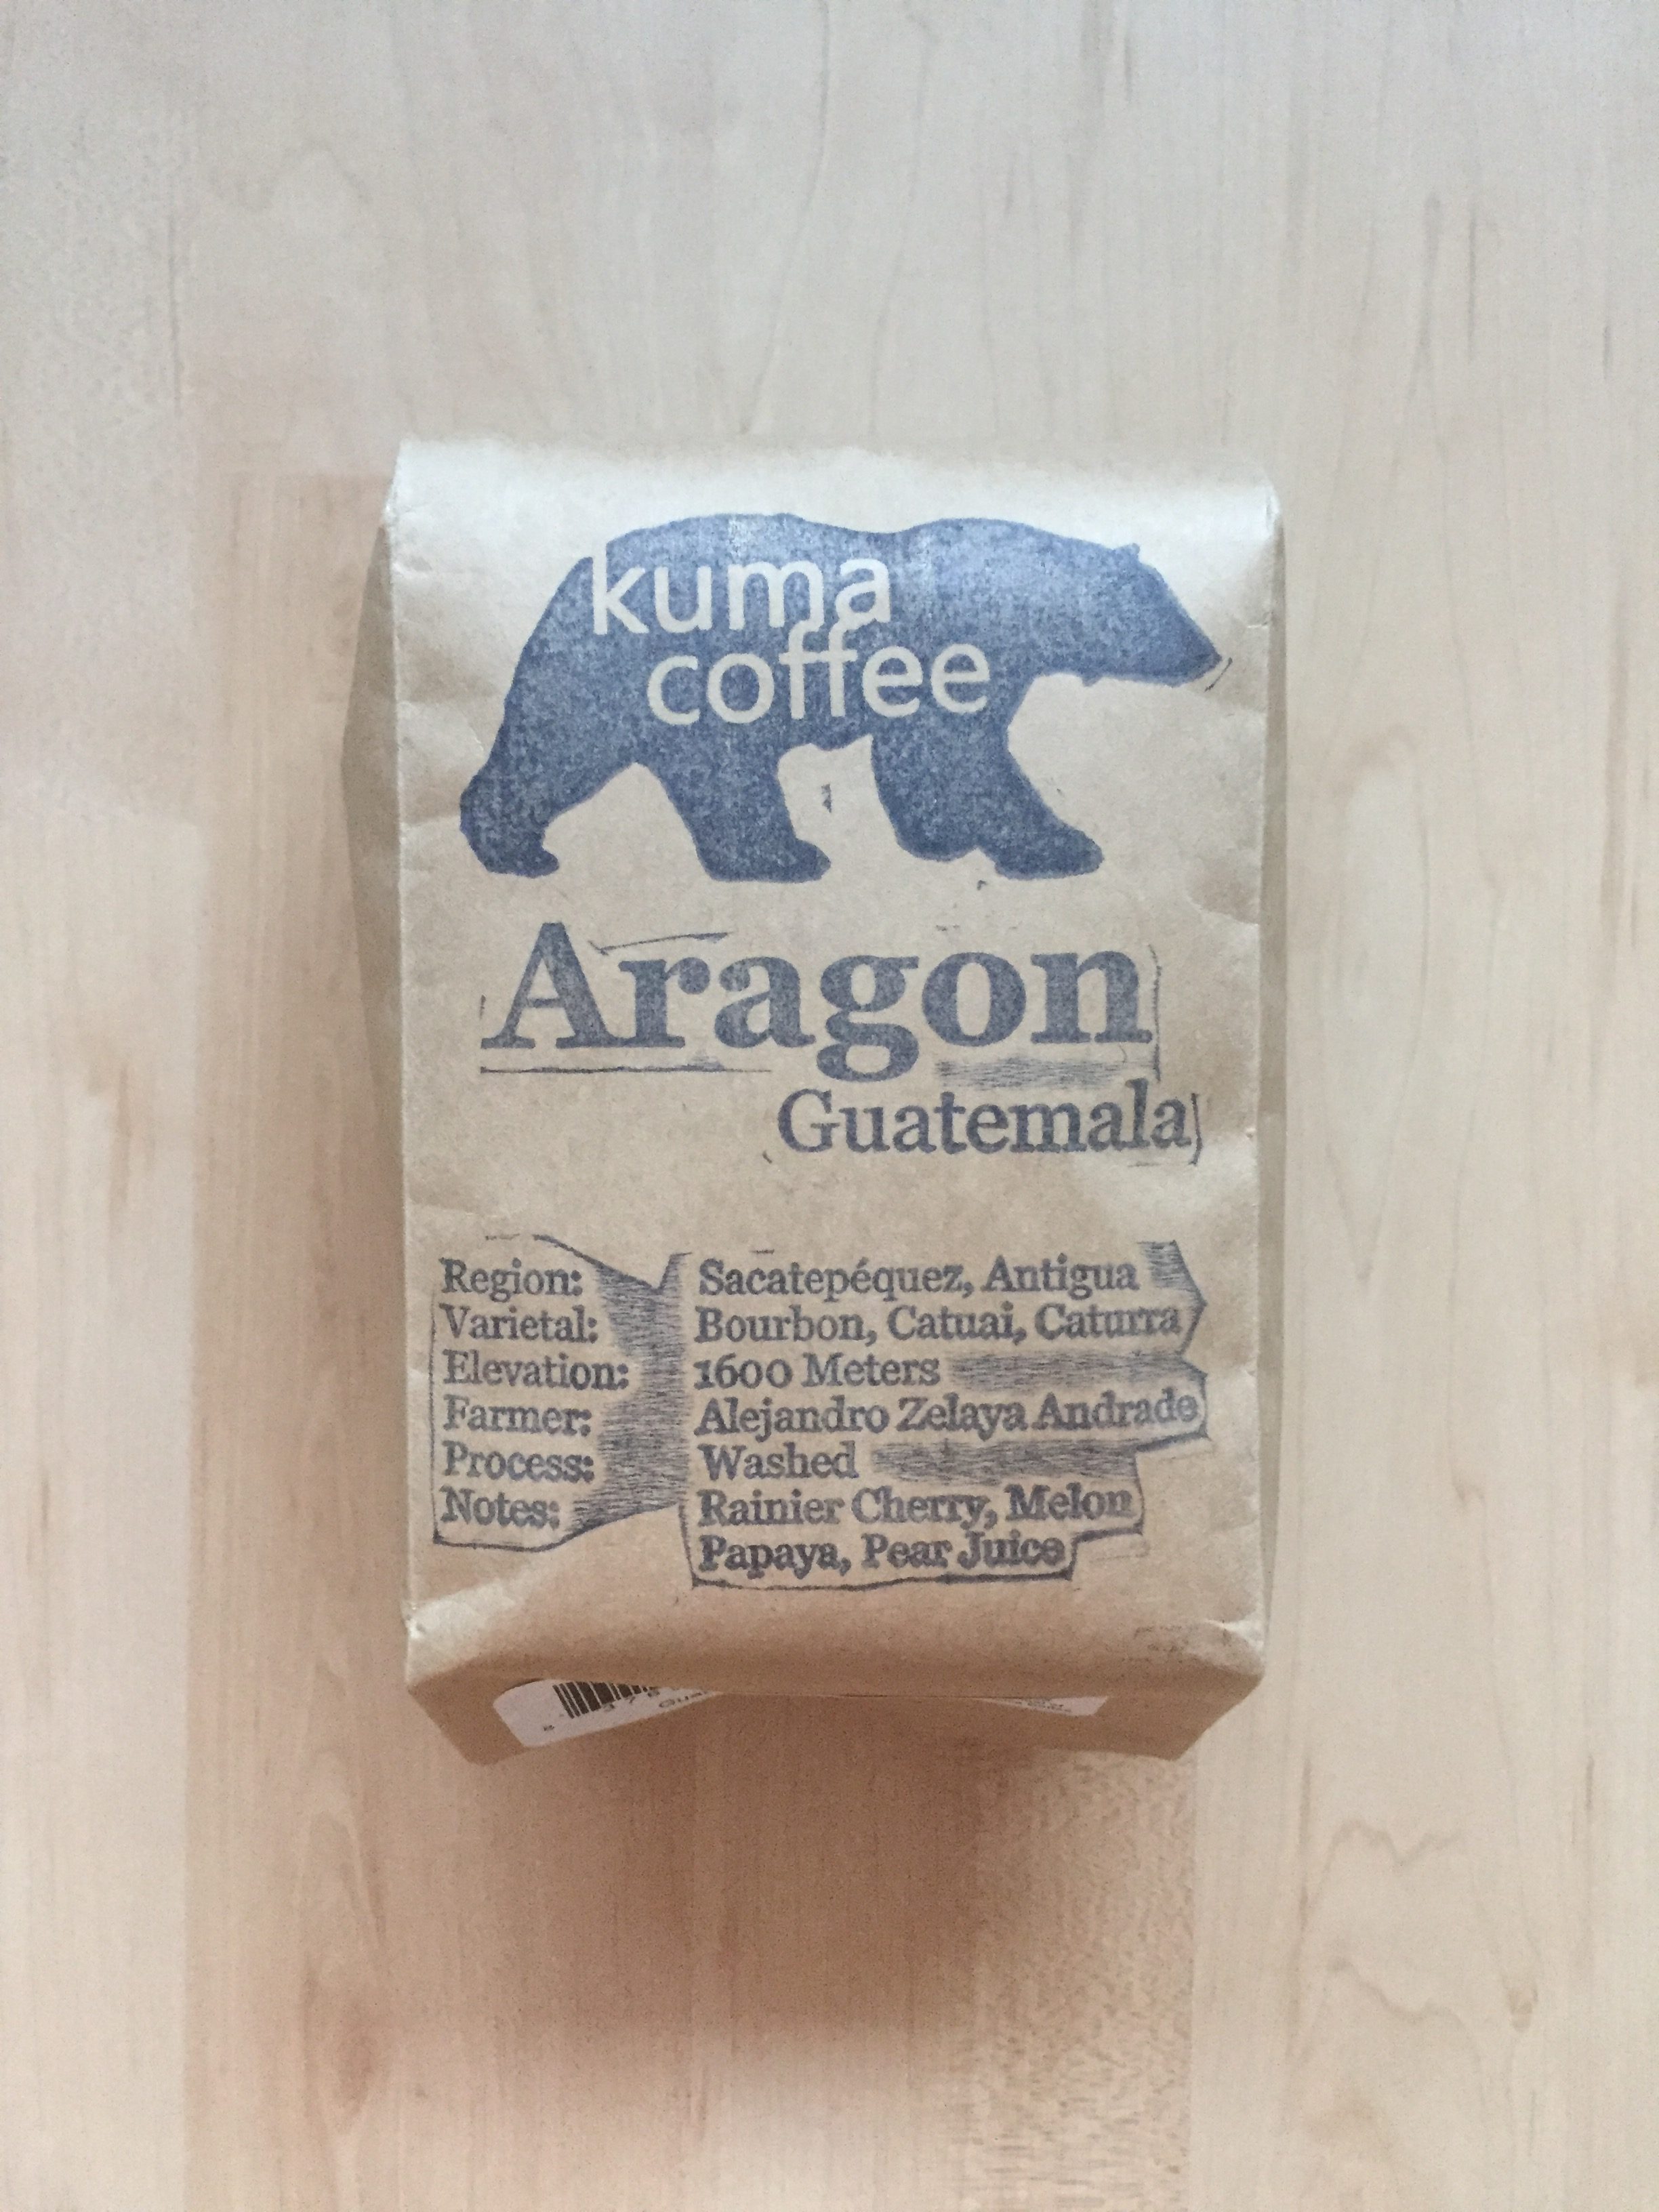 kuma
coffee
Aragon
Guatemala
Region: Sacatepéquez, Antigua
Varietal: Bourbon, Catuai, Caturra
Elevation: 1600 Meters
Farmer: Alejandro Zelaya Andrade
Process: Washed
Notes: Rainier Cherry, Melon
Papaya, Pear Juice